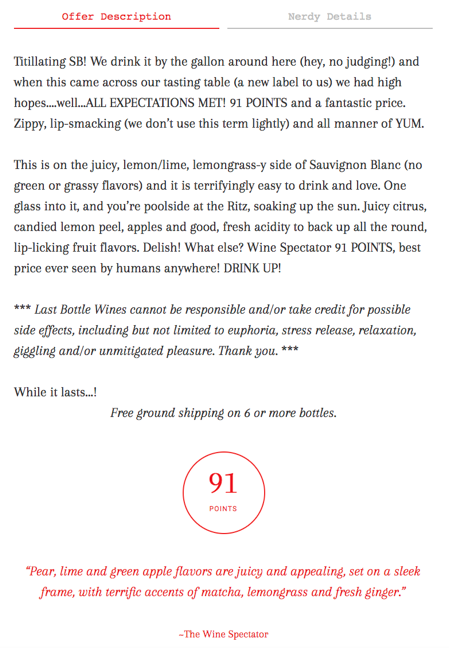 Offer Description
Nerdy Details
Titillating SB! We drink it by the gallon around here (hey, no judging!) and
when this came across our tasting table (a new label to us) we had high
hopes....well...ALL EXPECTATIONS MET! 91 POINTS and a fantastic price.
Zippy, lip-smacking (we don't use this term lightly) and all manner of YUM.
This is on the juicy, lemon/lime, lemongrass-y side of Sauvignon Blanc (no
green or grassy flavors) and it is terrifyingly easy to drink and love. One
glass into it, and you're poolside at the Ritz, soaking up the sun. Juicy citrus,
candied lemon peel, apples and good, fresh acidity to back up all the round,
lip-licking fruit flavors. Delish! What else? Wine Spectator 91 POINTS, best
price ever seen by humans anywhere! DRINK UP!
*** Last Bottle Wines cannot be responsible and/or take credit for possible
side effects, including but not limited to euphoria, stress release, relaxation,
giggling and/or unmitigated pleasure. Thank you. ***
While it lasts...!
Free ground shipping on 6 or more bottles.
91
POINTS
“Pear, lime and green apple flavors are juicy and appealing, set on a sleek
frame, with terrific accents of matcha, lemongrass and fresh ginger.”
–The Wine Spectator